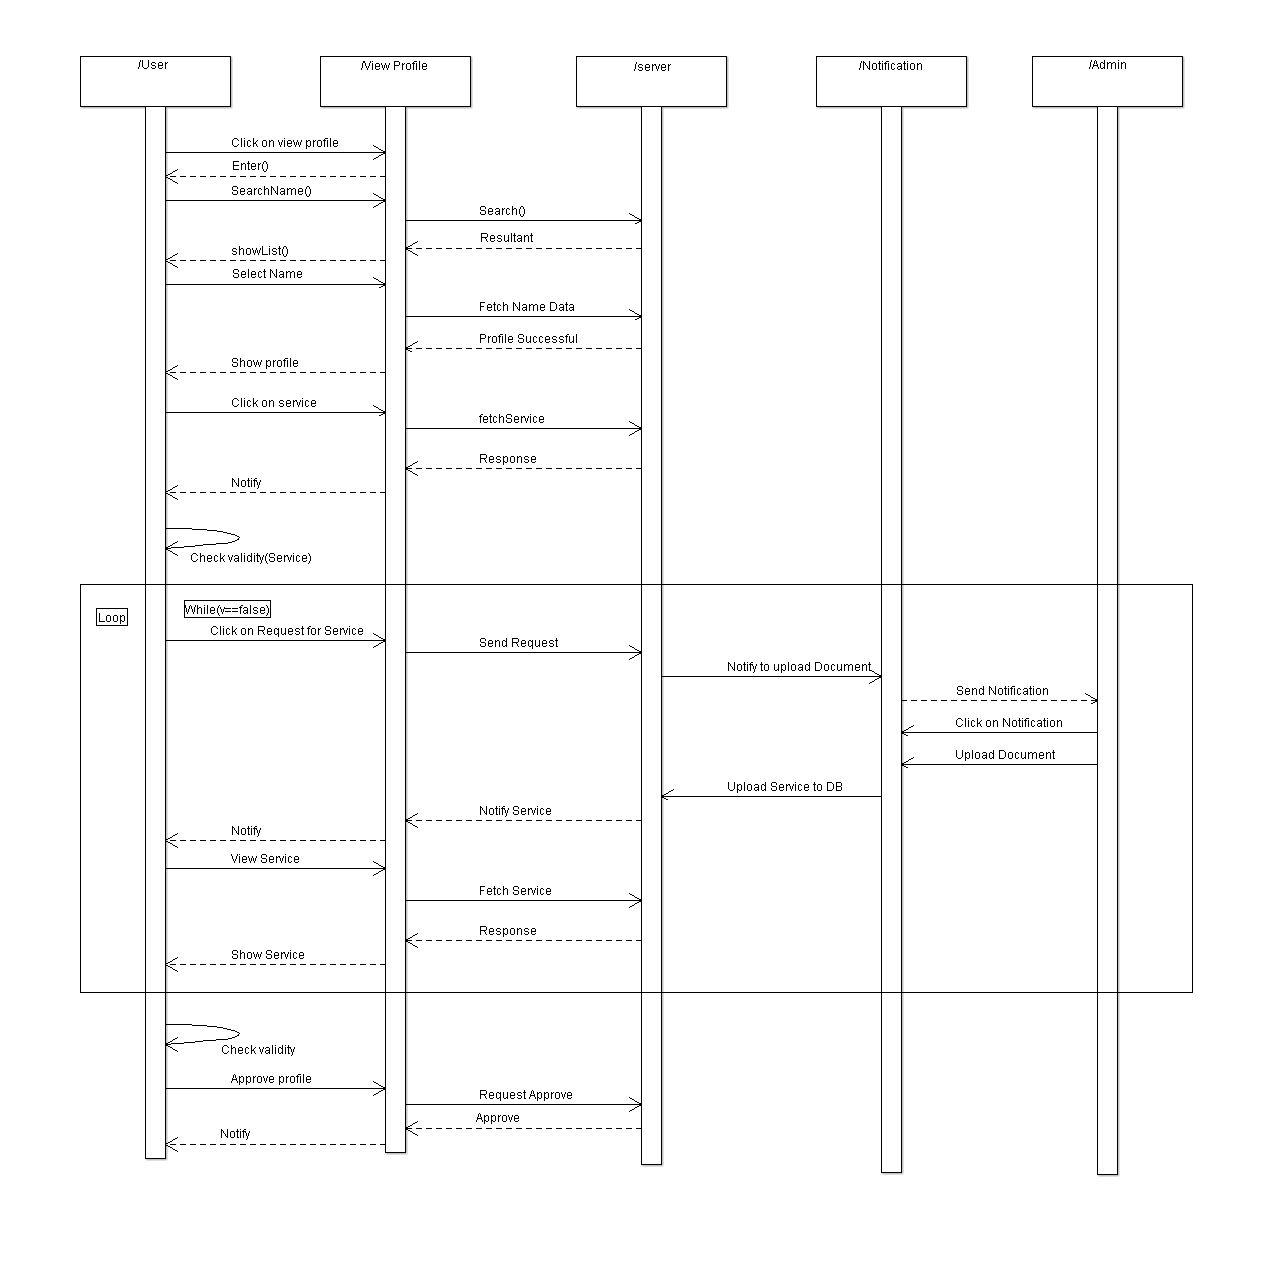 /User
/View Profile
/server
/Notification
/Admin
Click on view profile
Enter()
SearchName()
Search()
Resultant
showList()
Select Name
Fetch Name Data
Profile Successful
Show profile
Click on service
fetchService
Response
Notify
Check validity(Service)
Loop
While(v==false)
Click on Request for Service
Send Request
Notify to upload Document
Send Notification
Click on Notification
Upload Document
Upload Service to DB
Notify Service
Notify
View Service
Fetch Service
Response
Show Service
Check validity
Approve profile
Request Approve
Approve
Notify